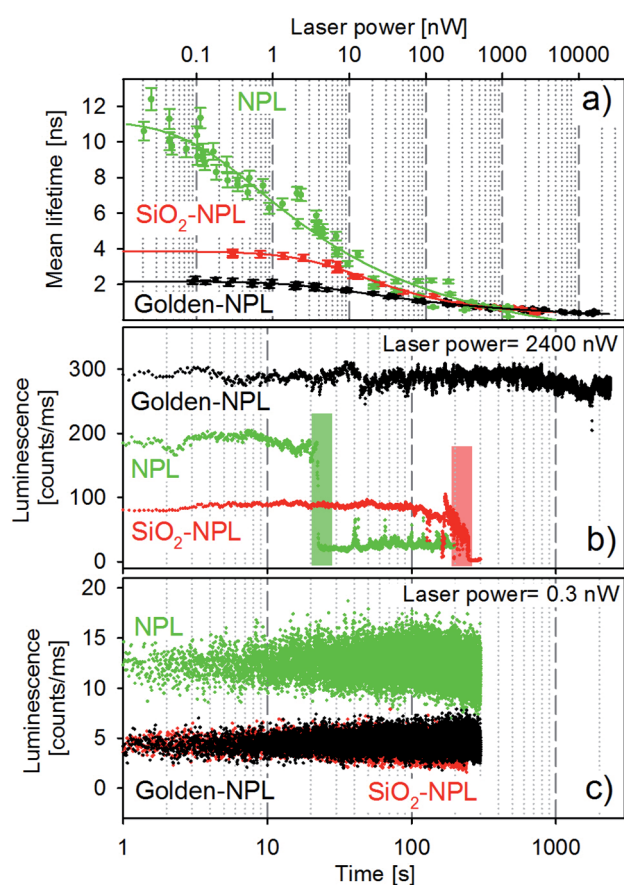 Laser power [nW]
0.1 1 10 100 400 1000 10000
a)
Mean lifetime [ns]
12
10
8
6
4
2
NPL
SiO2-NPL
Golden-NPL
b)
Laser power= 2400 nW
Luminescence
[counts/ms]
300
200
100
0
Golden-NPL
NPL
SiO2-NPL
c)
Laser power= 0.3 nW
Luminescence
[counts/ms]
20
15
10
5
0
NPL
Golden-NPL
SiO2-NPL
1 10 100 1000
Time [s]